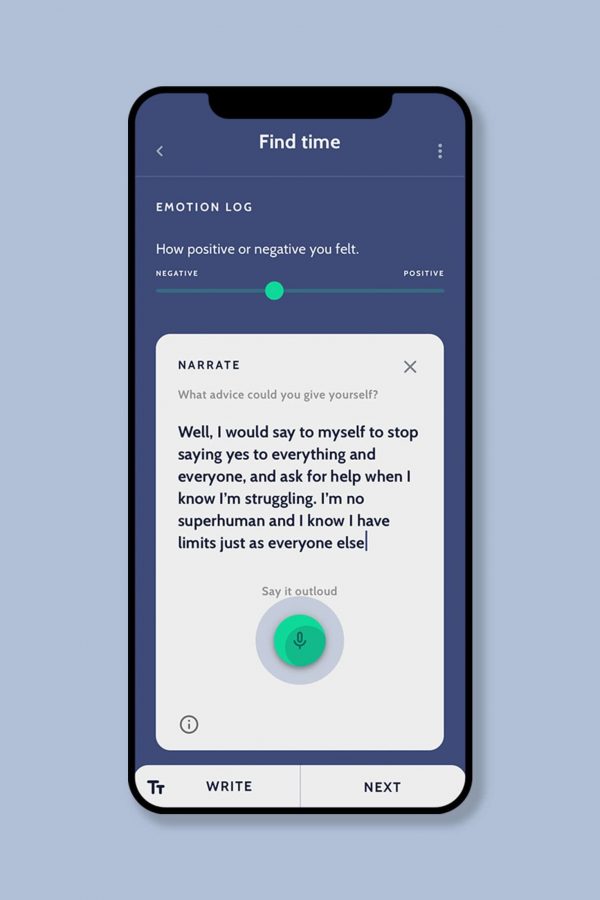 Find time
EMOTION LOG
How positive or negative you felt.
NEGATIVE
POSITIVE
NARRATE
What advice could you give yourself?
Well, I would say to myself to stop
saying yes to everything and
everyone, and ask for help when I
know I'm struggling. I'm no
superhuman and I know I have
limits just as everyone else
Say it outloud
Tt
WRITE
NEXT